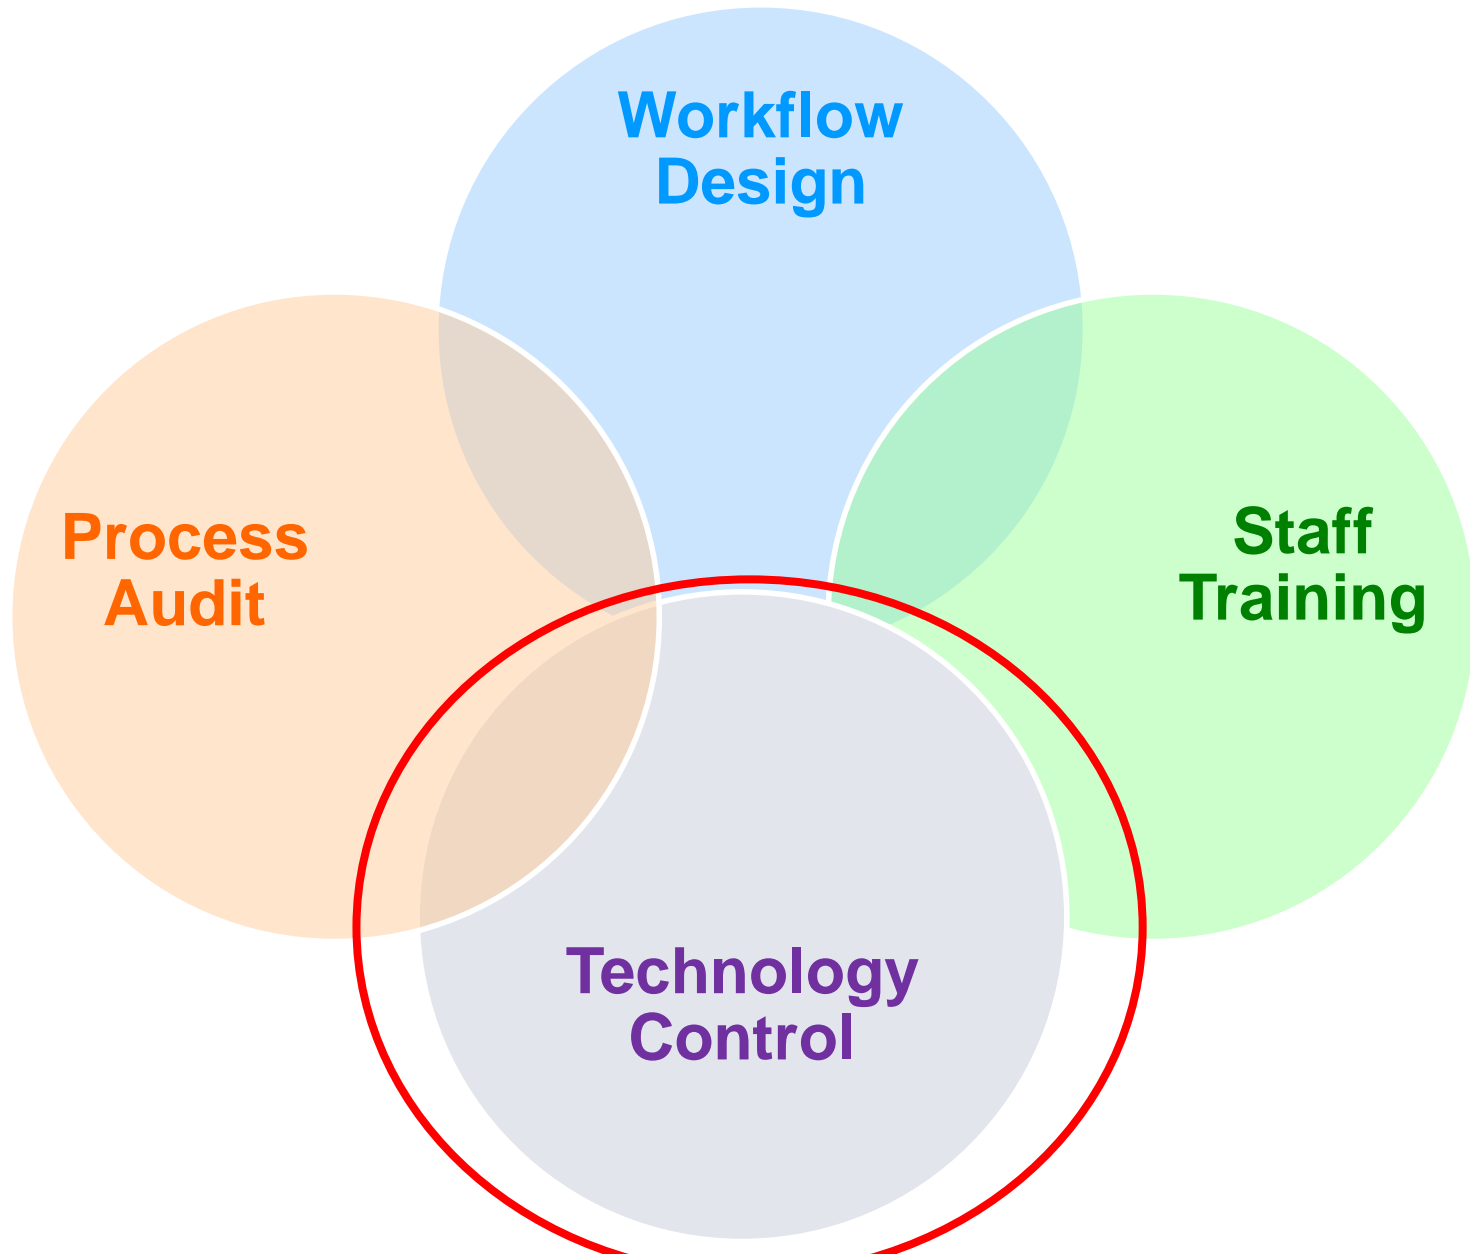 Workflow
Design
Process
Audit
Staff
Training
Technology
Control